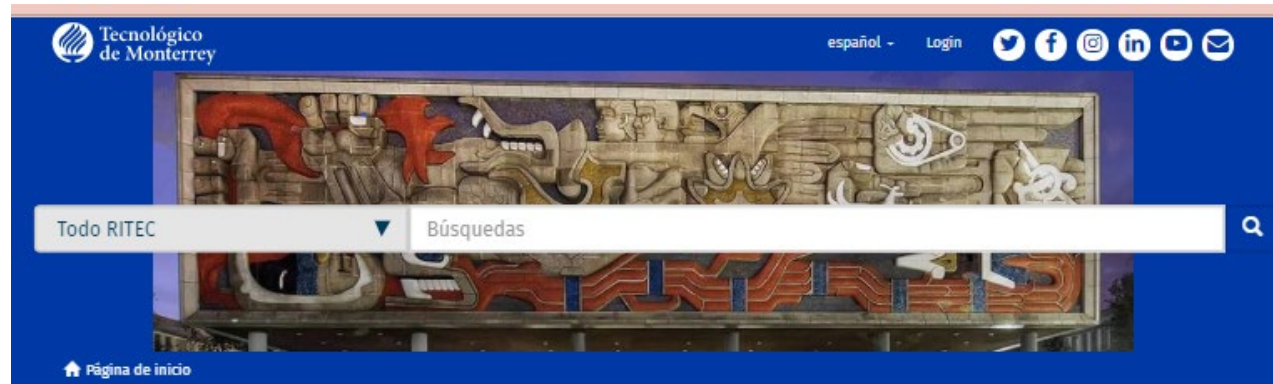 Tecnológico
de Monterrey
español
Login
Todo RITEC
Búsquedas
Página de inicio